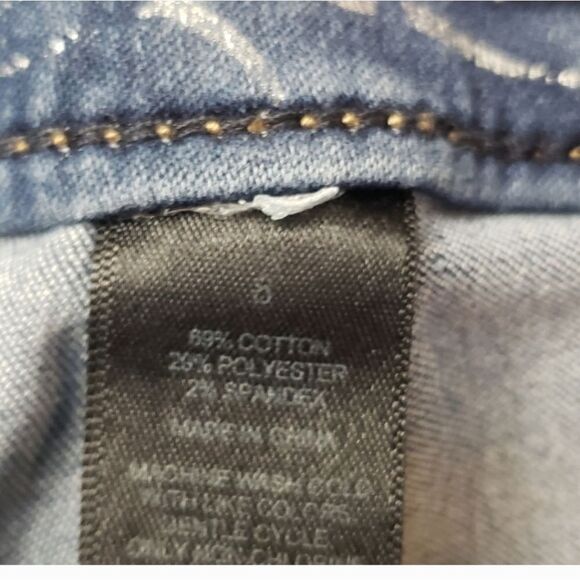 0
69% COTTON
29% POLYESTER
2% SPANDEX
MADE IN CHINA
MACHINE WASH COLD
WITH LIKE COLORS
GENTLE CYCLE
ONLY NON-CHLORINE